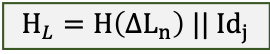 H_L = H(ΔL_n) || Id_j